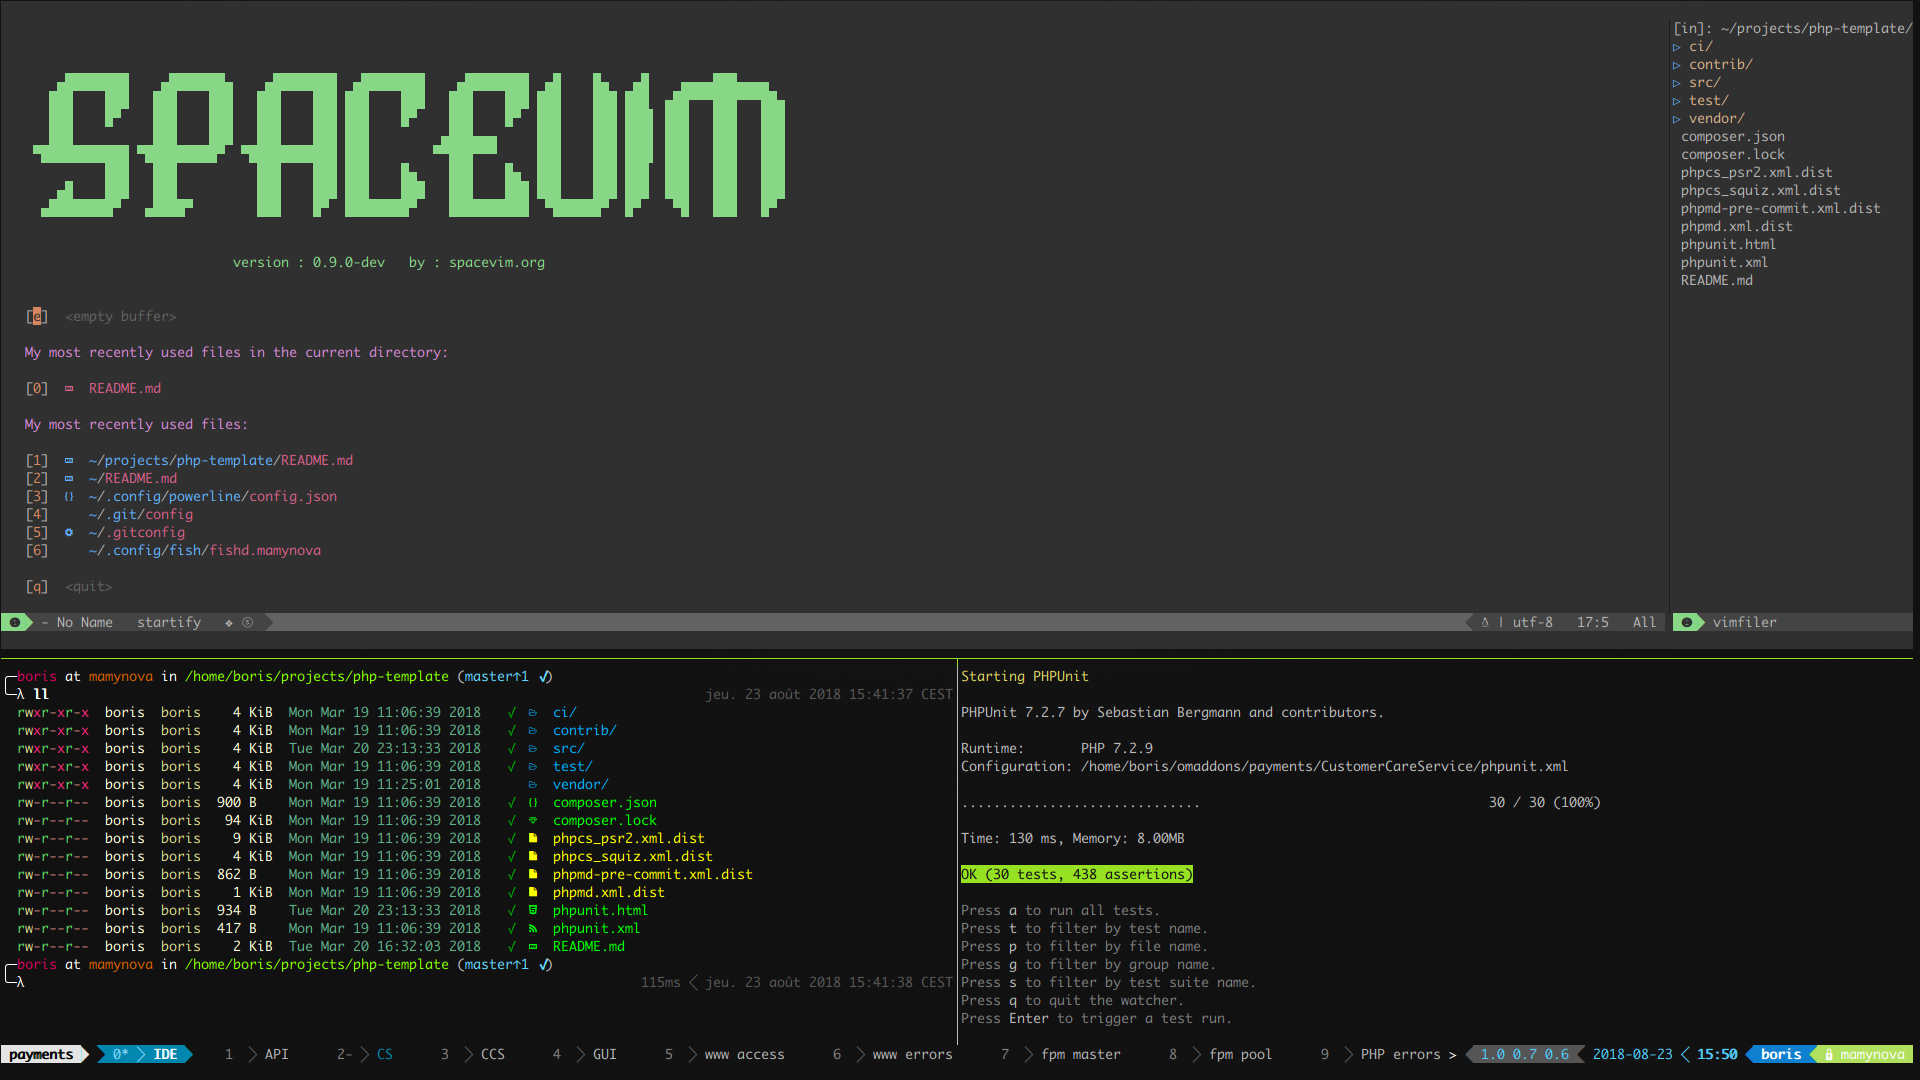 SPACEVIM
version : 0.9.0-dev   by : spacevim.org
[e]  <empty buffer>
My most recently used files in the current directory:
[0]  README.md
My most recently used files:
[1]  ~/projects/php-template/README.md
[2]  ~/README.md
[3]  {} ~/.config/powerline/config.json
[4]  ~/.git/config
[5]  ~/.gitconfig
[6]  ~/.config/fish/fishd.mamynova
[q]  <quit>
- No Name   startify   | utf-8   17:5   All
[in]: ~/projects/php-template/
▷ ci/
▷ contrib/
▷ src/
▷ test/
▷ vendor/
composer.json
composer.lock
phpcs_psr2.xml.dist
phpcs_squiz.xml.dist
phpmd-pre-commit.xml.dist
phpmd.xml.dist
phpunit.html
phpunit.xml
README.md
vimfiler
boris at mamynova in /home/boris/projects/php-template (master↑1 ✓)
λ ll   jeu. 23 août 2018 15:41:37 CEST
rwxr-xr-x  boris  boris    4 KiB  Mon Mar 19 11:06:39 2018   ✓  ci/
rwxr-xr-x  boris  boris    4 KiB  Mon Mar 19 11:06:39 2018   ✓  contrib/
rwxr-xr-x  boris  boris    4 KiB  Tue Mar 20 23:13:33 2018   ✓  src/
rwxr-xr-x  boris  boris    4 KiB  Mon Mar 19 11:06:39 2018   ✓  test/
rwxr-xr-x  boris  boris    4 KiB  Mon Mar 19 11:25:01 2018      vendor/
rw-r--r--  boris  boris  900 B    Mon Mar 19 11:06:39 2018   ✓ {} composer.json
rw-r--r--  boris  boris   94 KiB  Mon Mar 19 11:06:39 2018   ✓  composer.lock
rw-r--r--  boris  boris    9 KiB  Mon Mar 19 11:06:39 2018   ✓  phpcs_psr2.xml.dist
rw-r--r--  boris  boris    4 KiB  Mon Mar 19 11:06:39 2018   ✓  phpcs_squiz.xml.dist
rw-r--r--  boris  boris  862 B    Mon Mar 19 11:06:39 2018   ✓  phpmd-pre-commit.xml.dist
rw-r--r--  boris  boris    1 KiB  Mon Mar 19 11:06:39 2018   ✓  phpmd.xml.dist
rw-r--r--  boris  boris  934 B    Tue Mar 20 23:13:33 2018   ✓  phpunit.html
rw-r--r--  boris  boris  417 B    Mon Mar 19 11:06:39 2018   ✓  phpunit.xml
rw-r--r--  boris  boris    2 KiB  Tue Mar 20 16:32:03 2018   ✓  README.md
boris at mamynova in /home/boris/projects/php-template (master↑1 ✓)
λ   115ms < jeu. 23 août 2018 15:41:38 CEST
Starting PHPUnit
PHPUnit 7.2.7 by Sebastian Bergmann and contributors.
Runtime:       PHP 7.2.9
Configuration: /home/boris/omaddons/payments/CustomerCareService/phpunit.xml
..............................                                    30 / 30 (100%)
Time: 130 ms, Memory: 8.00MB
OK (30 tests, 438 assertions)
Press a to run all tests.
Press t to filter by test name.
Press p to filter by file name.
Press g to filter by group name.
Press s to filter by test suite name.
Press q to quit the watcher.
Press Enter to trigger a test run.
payments   0* > IDE   1 > API   2- > CS   3 > CCS   4 > GUI   5 > www access   6 > www errors   7 > fpm master   8 > fpm pool   9 > PHP errors >   1.0 0.7 0.6   2018-08-23 < 15:50   boris   mamynova